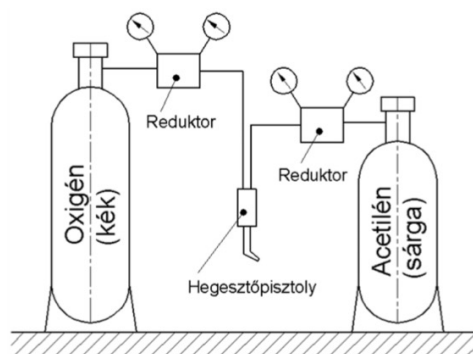 Reduktor
Reduktor
Oxigén
(kék)
Acetilén
(sárga)
Hegesztőpisztoly